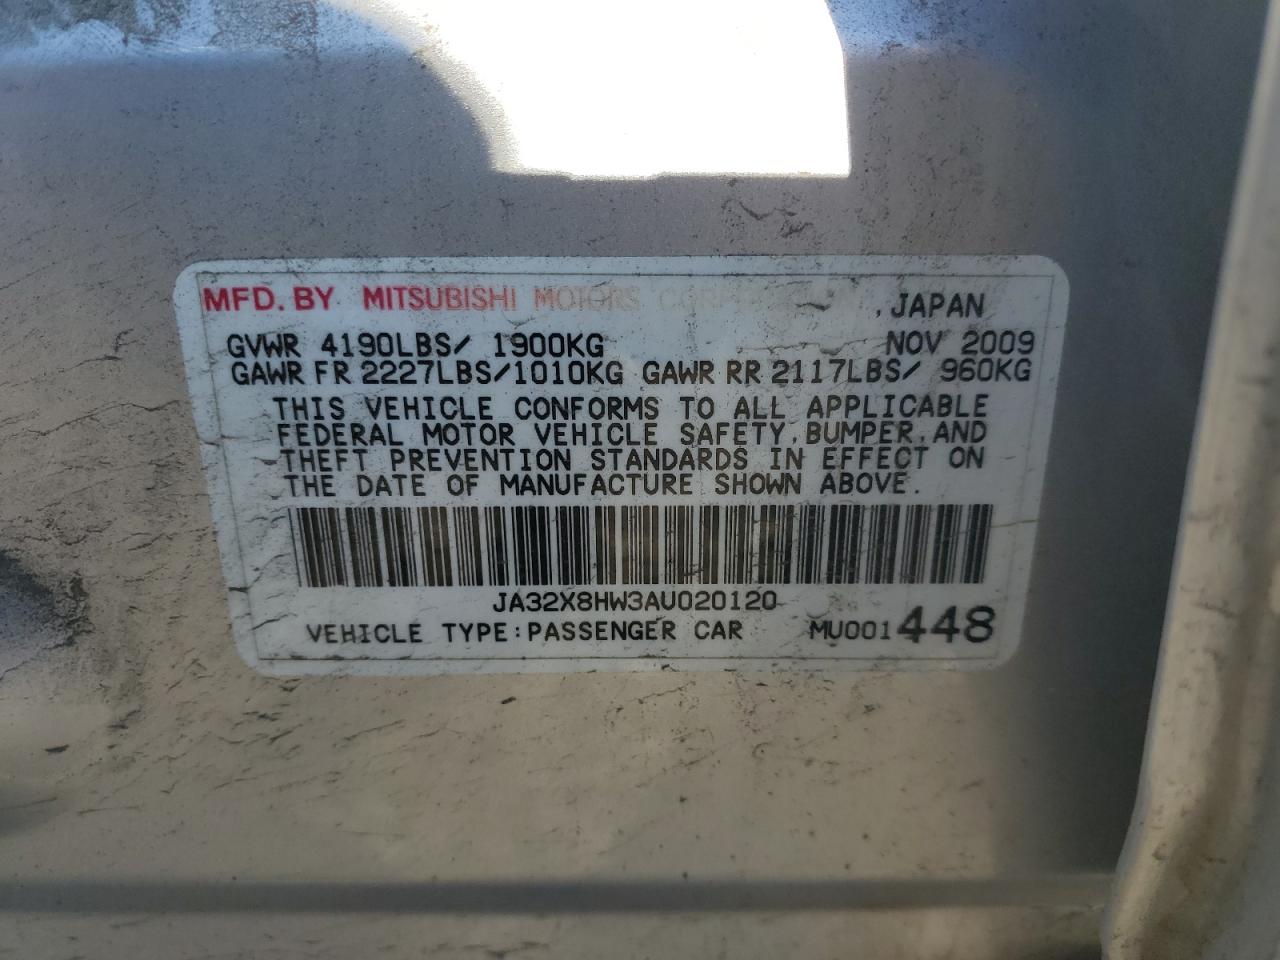 MFD. BY MITSUBISHI MOTORS CORPORATION, JAPAN
GVWR 4190LBS/ 1900KG NOV 2009
GAWR FR 2227LBS/1010KG GAWR RR 2117LBS/ 960KG
THIS VEHICLE CONFORMS TO ALL APPLICABLE
FEDERAL MOTOR VEHICLE SAFETY, BUMPER, AND
THEFT PREVENTION STANDARDS IN EFFECT ON
THE DATE OF MANUFACTURE SHOWN ABOVE.
JA32X8HW3AU020120
VEHICLE TYPE:PASSENGER CAR MU001448